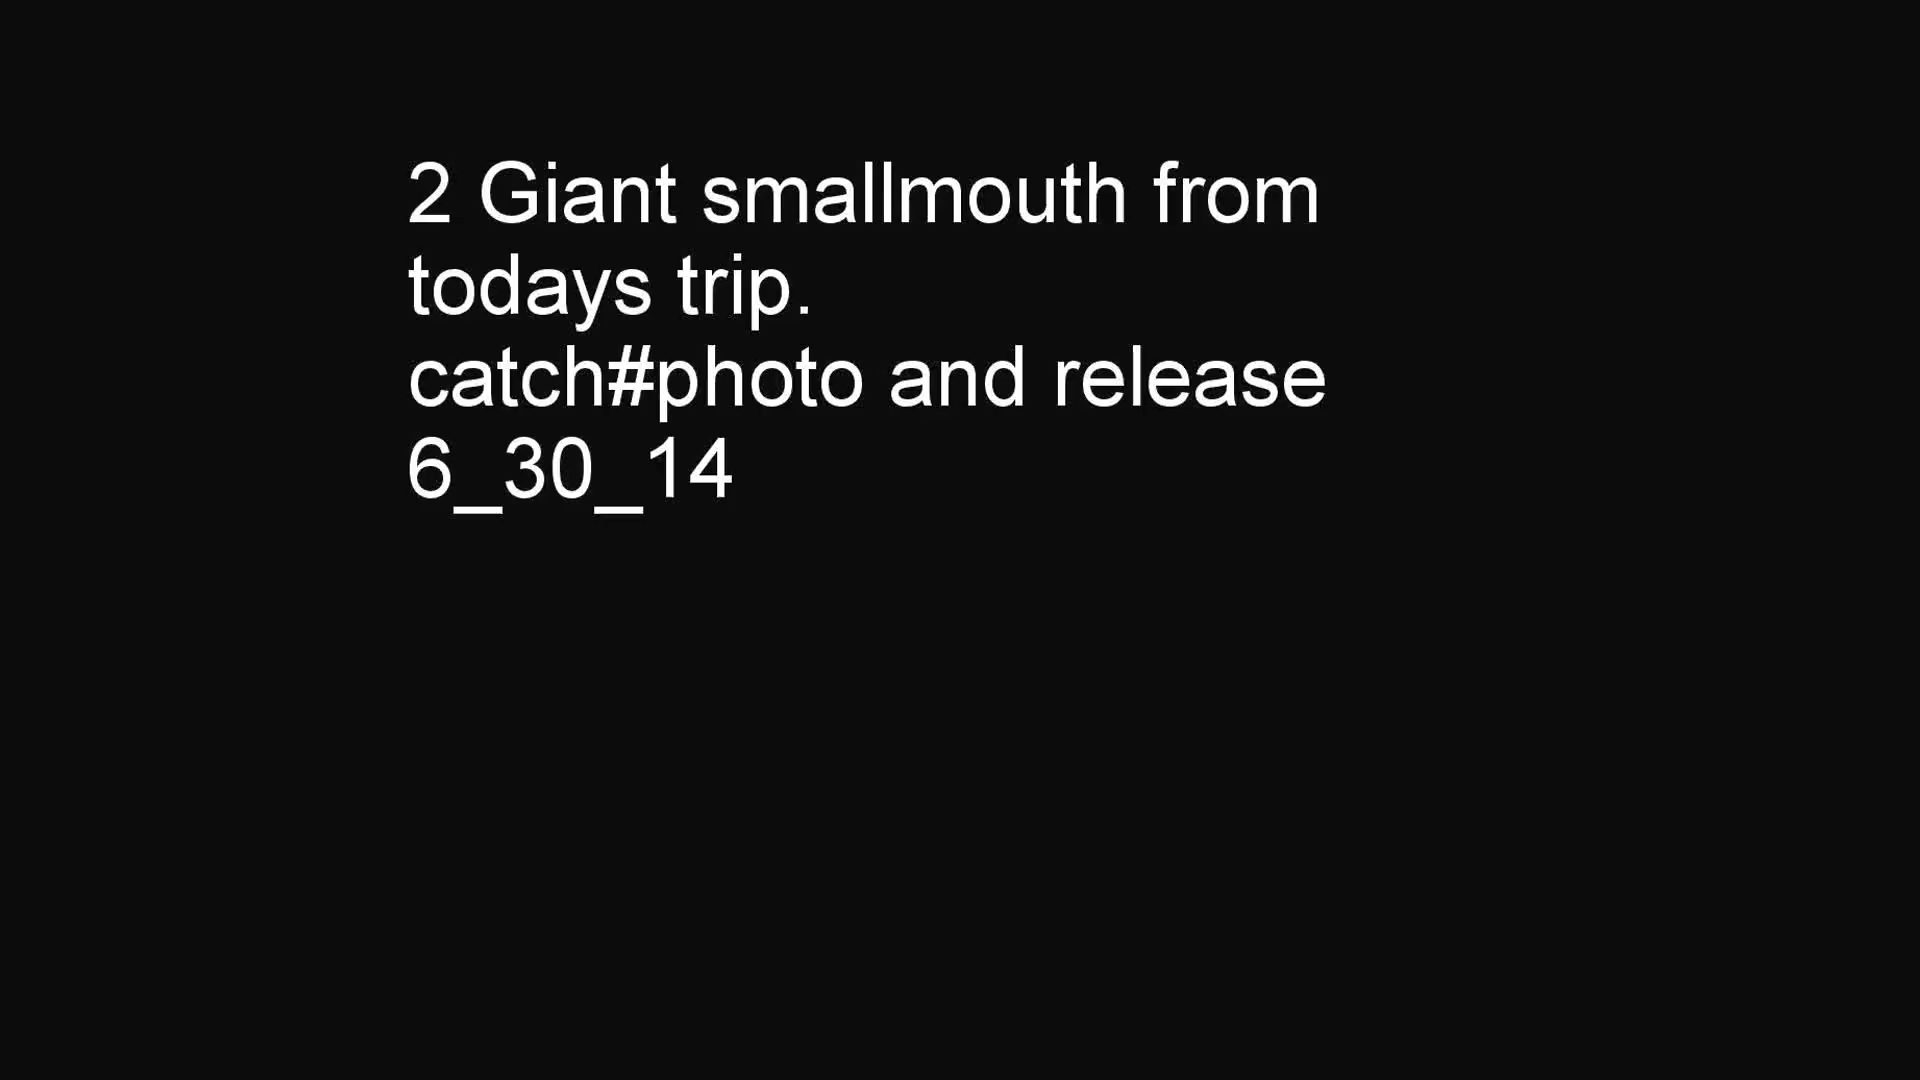 2 Giant smallmouth from
todays trip.
catch#photo and release
6_30_14